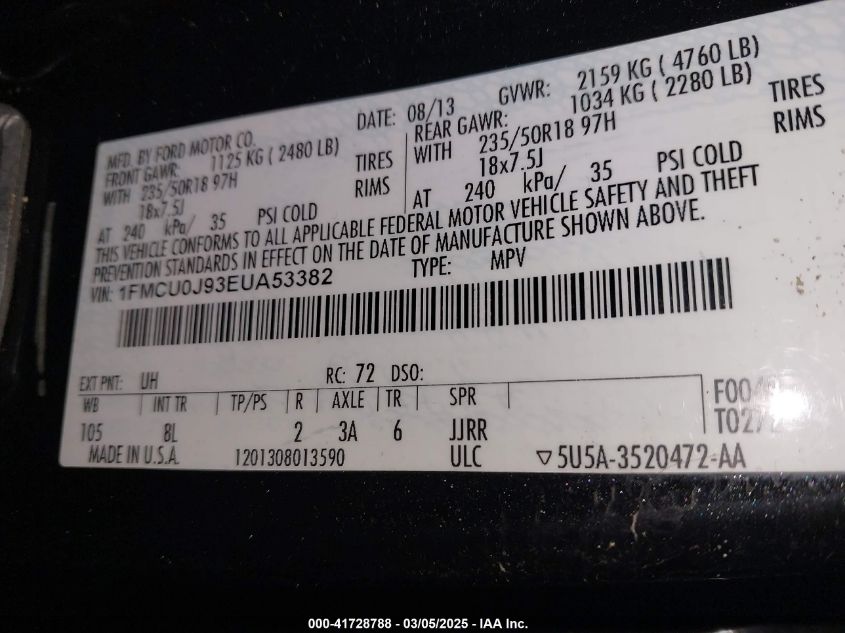 MFD. BY FORD MOTOR CO. DATE: 08/13 GVWR: 2159 KG ( 4760 LB)
FRONT GAWR: 1125 KG ( 2480 LB) REAR GAWR: 1034 KG ( 2280 LB)
WITH 235/50R18 97H TIRES WITH 235/50R18 97H TIRES
18x7.5J RIMS 18x7.5J RIMS
AT 240 kPa/ 35 PSI COLD AT 240 kPa/ 35 PSI COLD
THIS VEHICLE CONFORMS TO ALL APPLICABLE FEDERAL MOTOR VEHICLE SAFETY AND THEFT
PREVENTION STANDARDS IN EFFECT ON THE DATE OF MANUFACTURE SHOWN ABOVE.
VIN: 1FMCU0J93EUA53382 TYPE: MPV
EXT PNT: UH RC: 72 DSO:
WB INT TR TP/PS R AXLE TR SPR
105 8L 2 3A 6 JJRR
MADE IN U.S.A. 1201308013590 ULC 5U5A-3520472-AA
000-41728788 - 03/05/2025 - IAA Inc.